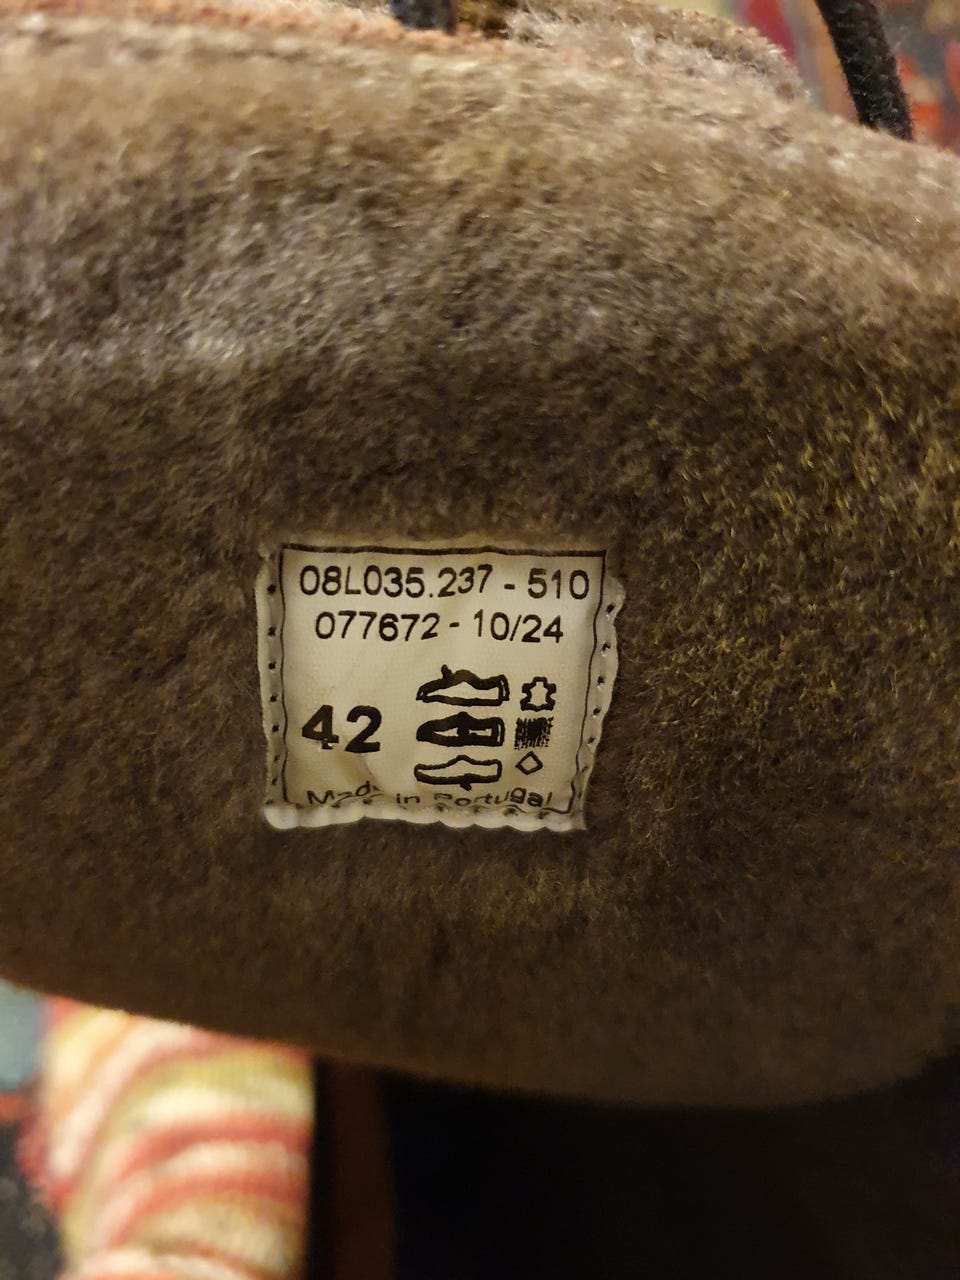 08L035.237 - 510
077672 - 10/24
42
Made in Portugal